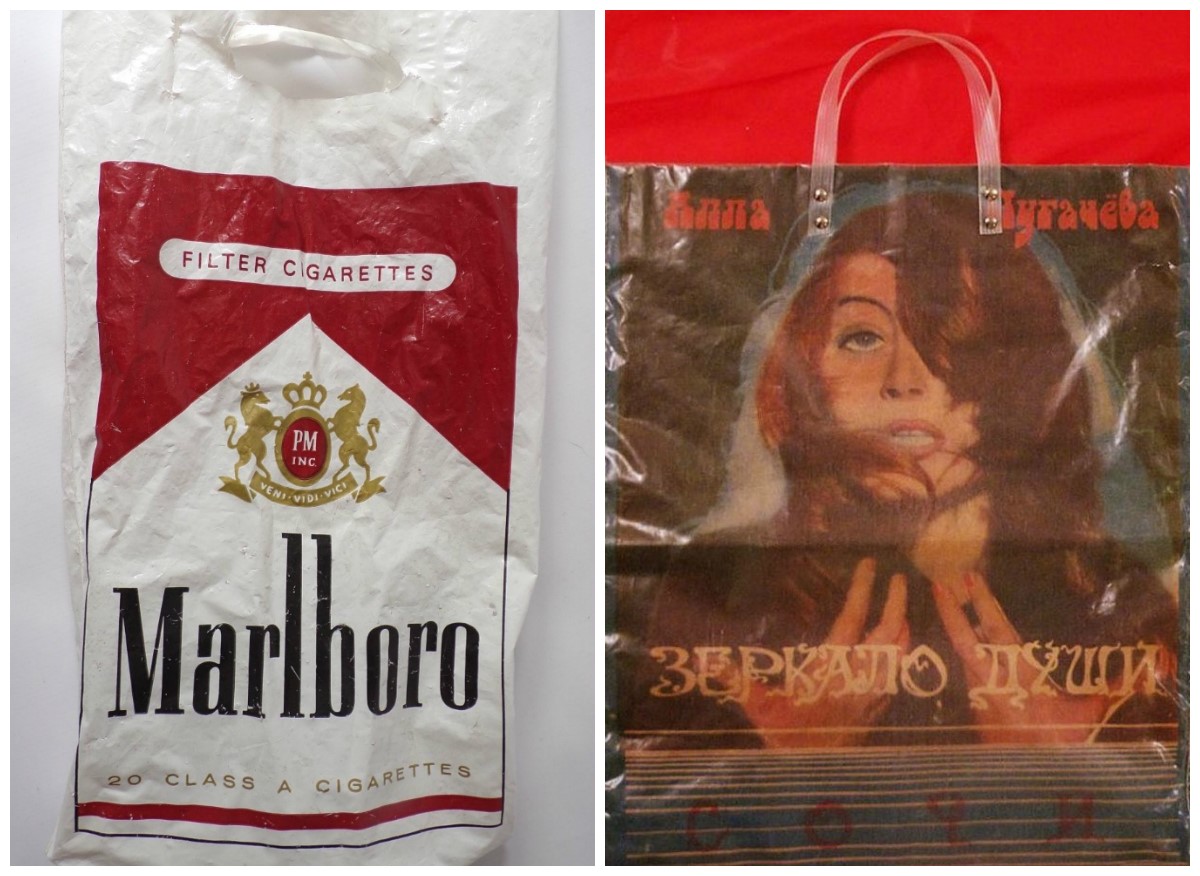 FILTER CIGARETTES
PM
INC.
VENI·VIDI·VICI
Marlboro
20 CLASS A CIGARETTES
Алла Пугачёва
ЗЕРКАЛО ДУШИ
СОЧИ